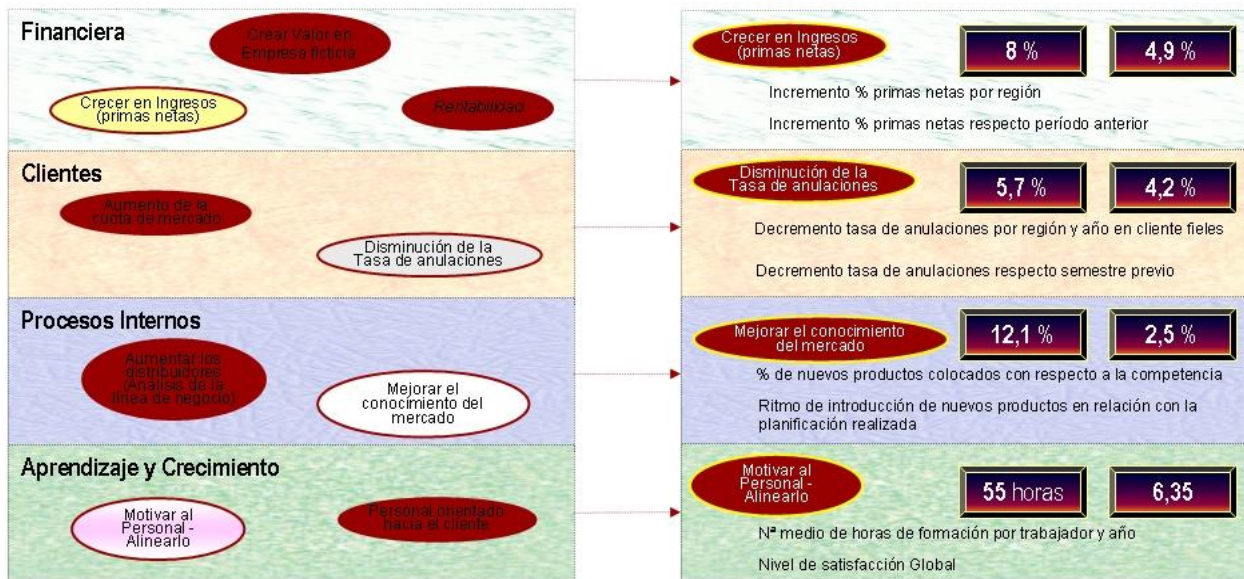 Financiera
Crear Valor en
Empresa ficticia
Crecer en Ingresos
(primas netas)
Rentabilidad
Crecer en Ingresos
(primas netas)
8 %
4,9 %
Incremento % primas netas por región
Incremento % primas netas respecto período anterior
Clientes
Aumento de la
cuota de mercado
Disminución de la
Tasa de anulaciones
Disminución de la
Tasa de anulaciones
5,7 %
4,2 %
Decremento tasa de anulaciones por región y año en cliente fieles
Decremento tasa de anulaciones respecto semestre previo
Procesos Internos
Aumentar los
distribuidores
(Análisis de la
línea de negocio)
Mejorar el
conocimiento del
mercado
Mejorar el conocimiento
del mercado
12,1 %
2,5 %
% de nuevos productos colocados con respecto a la competencia
Ritmo de introducción de nuevos productos en relación con la
planificación realizada
Aprendizaje y Crecimiento
Motivar al
Personal -
Alinearlo
Personal orientado
hacia el cliente
Motivar al
Personal -
Alinearlo
55 horas
6,35
Nª medio de horas de formación por trabajador y año
Nivel de satisfacción Global